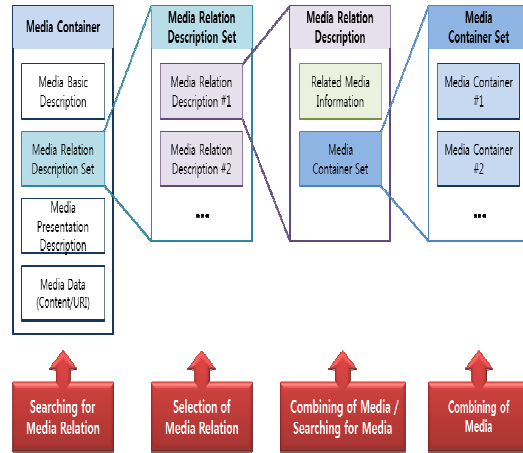 Media Container
Media Basic
Description
Media Relation
Description Set
Media
Presentation
Description
Media Data
(Content/URI)
Media Relation
Description Set
Media Relation
Description #1
Media Relation
Description #2
...
Media Relation
Description
Related Media
Information
Media
Container Set
Media
Container Set
Media Container
#1
Media Container
#2
...
Searching for
Media Relation
Selection of
Media Relation
Combining of Media /
Searching for Media
Combining of
Media